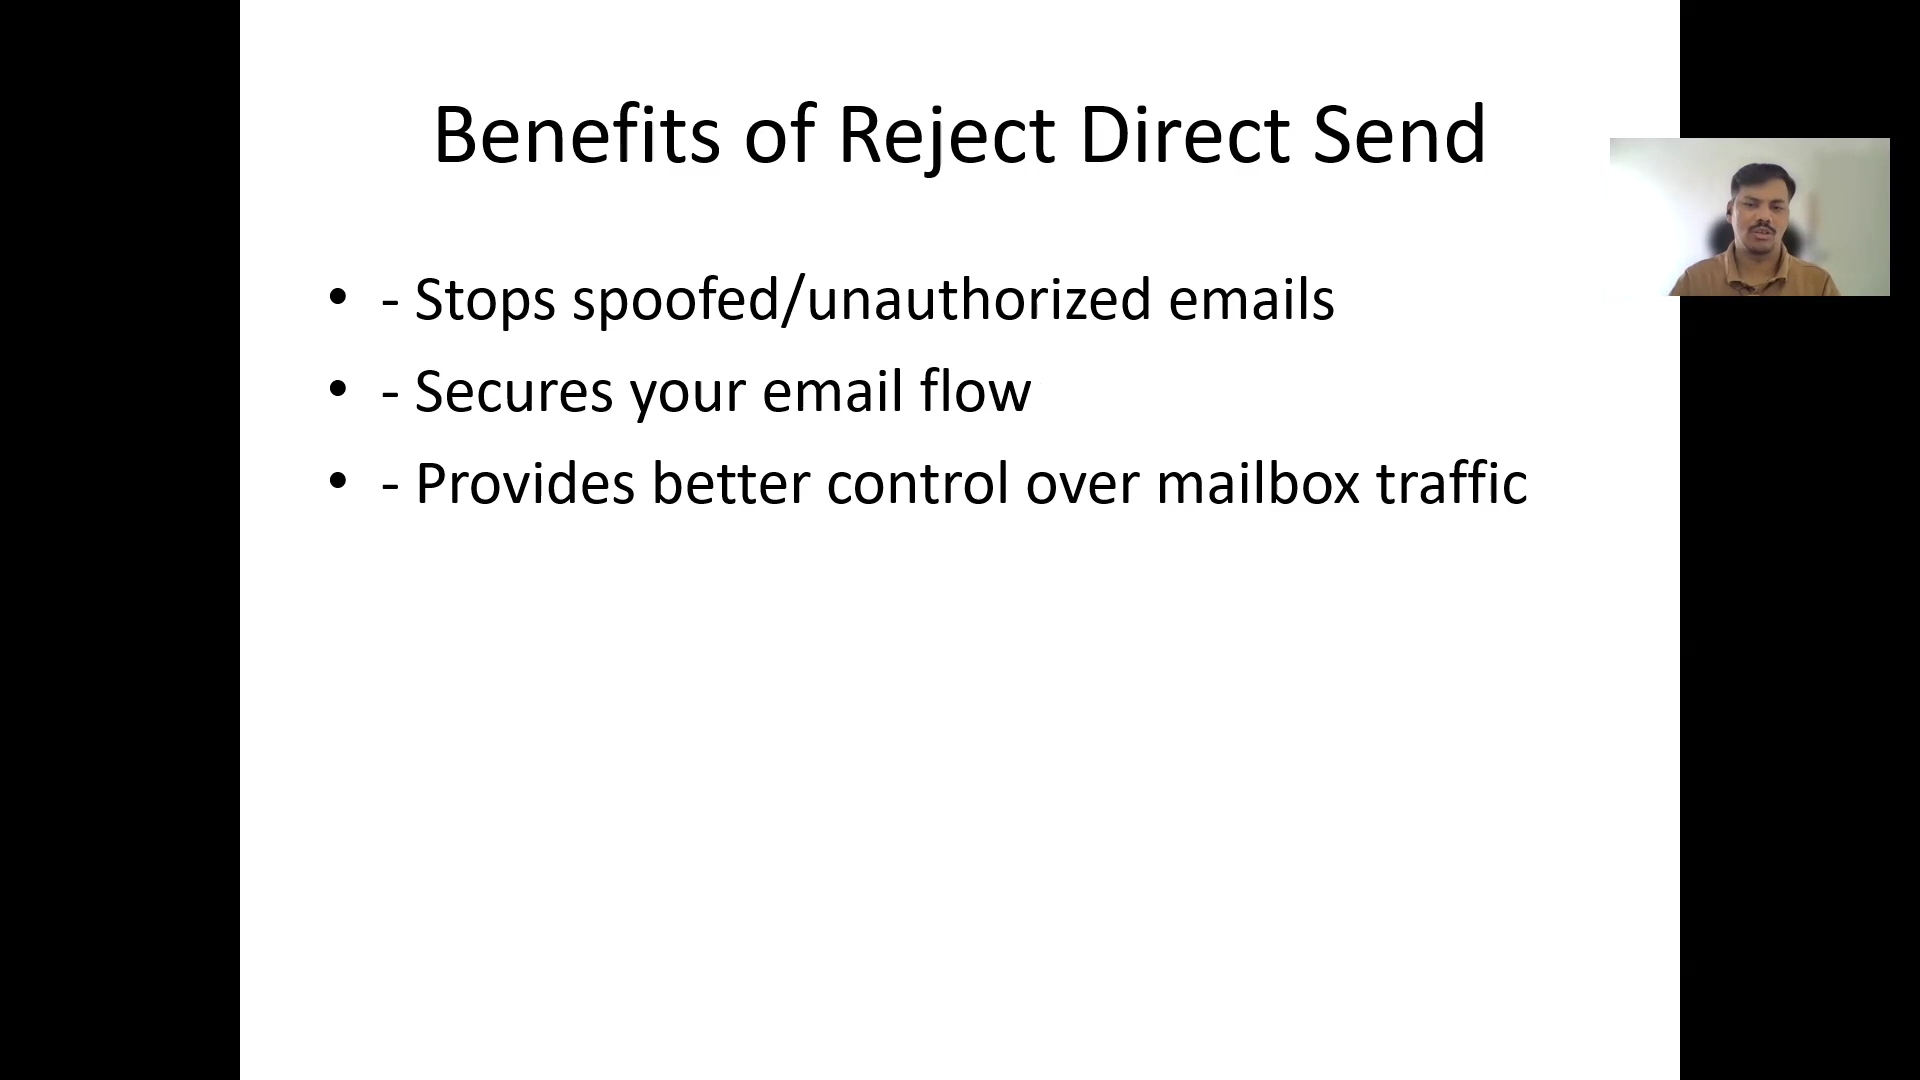 Benefits of Reject Direct Send
• - Stops spoofed/unauthorized emails
• - Secures your email flow
• - Provides better control over mailbox traffic